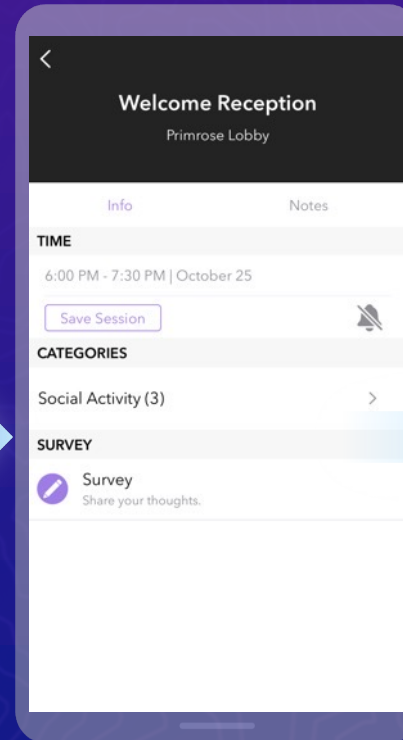 Welcome Reception
Primrose Lobby
Info Notes
TIME
6:00 PM - 7:30 PM | October 25
Save Session
CATEGORIES
Social Activity (3)
SURVEY
Survey
Share your thoughts.